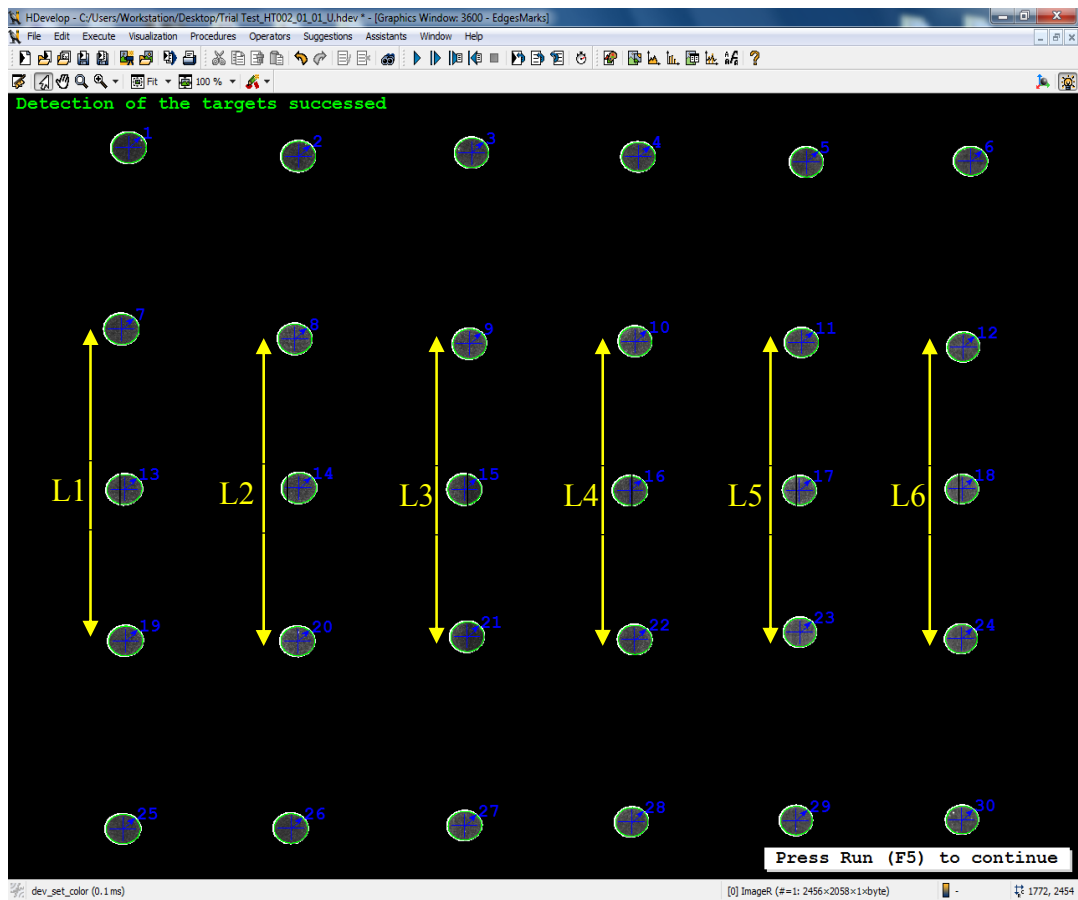 HDevelop - C:/Users/Workstation/Desktop/Trial Test_HT002_01_01_U.hdev * - [Graphics Window: 3600 - EdgesMarks]
File Edit Execute Visualization Procedures Operators Suggestions Assistants Window Help
Fit 100 %
Detection of the targets successed
1 2 3 4 5 6
7 8 9 10 11 12
13 14 15 16 17 18
L1 L2 L3 L4 L5 L6
19 20 21 22 23 24
25 26 27 28 29 30
Press Run (F5) to continue
dev_set_color (0.1 ms) [0] ImageR (#=1: 2456×2058×1×byte) - 1772, 2454